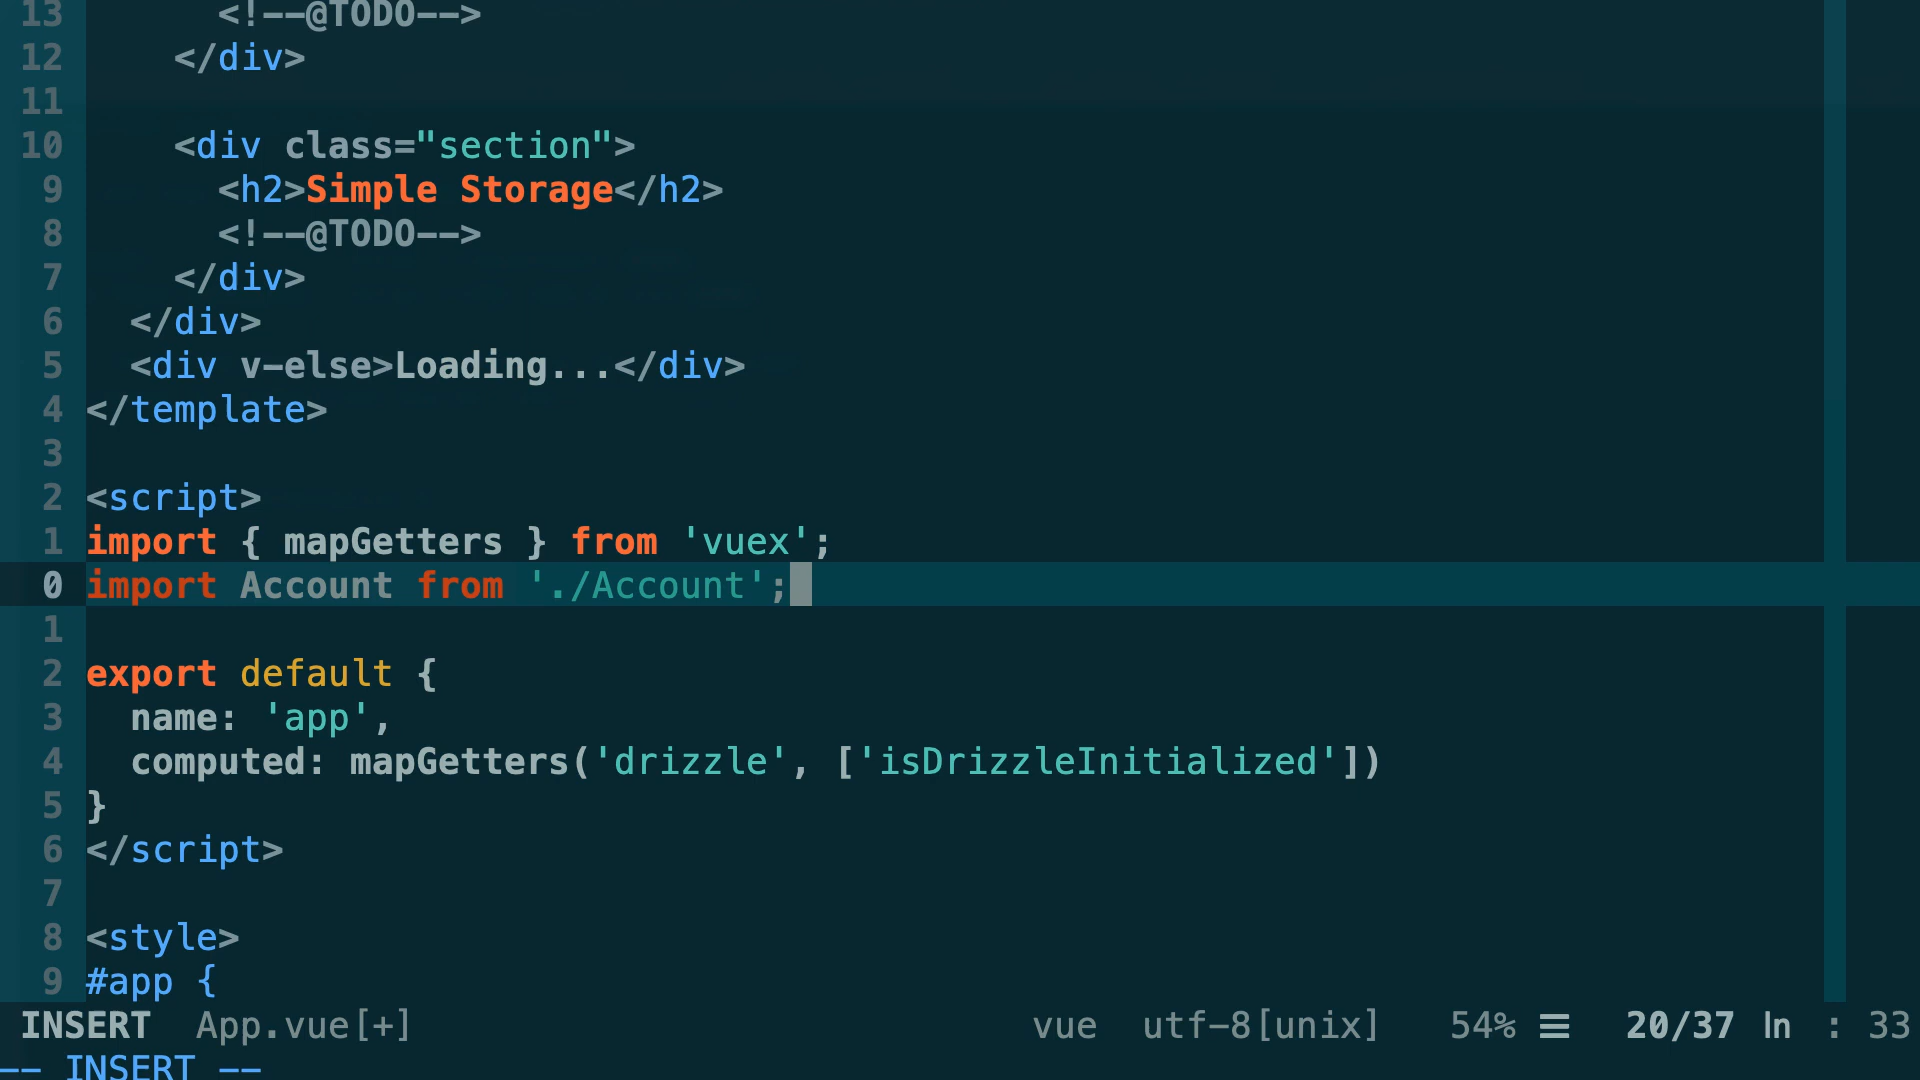 13 <!--@TODO-->
12 </div>
11
10 <div class="section">
9 <h2>Simple Storage</h2>
8 <!--@TODO-->
7 </div>
6 </div>
5 <div v-else>Loading...</div>
4 </template>
3
2 <script>
1 import { mapGetters } from 'vuex';
0 import Account from './Account';
1
2 export default {
3 name: 'app',
4 computed: mapGetters('drizzle', ['isDrizzleInitialized'])
5 }
6 </script>
7
8 <style>
9 #app {
INSERT App.vue[+] vue utf-8[unix] 54% ☰ 20/37 ln : 33
-- INSERT --